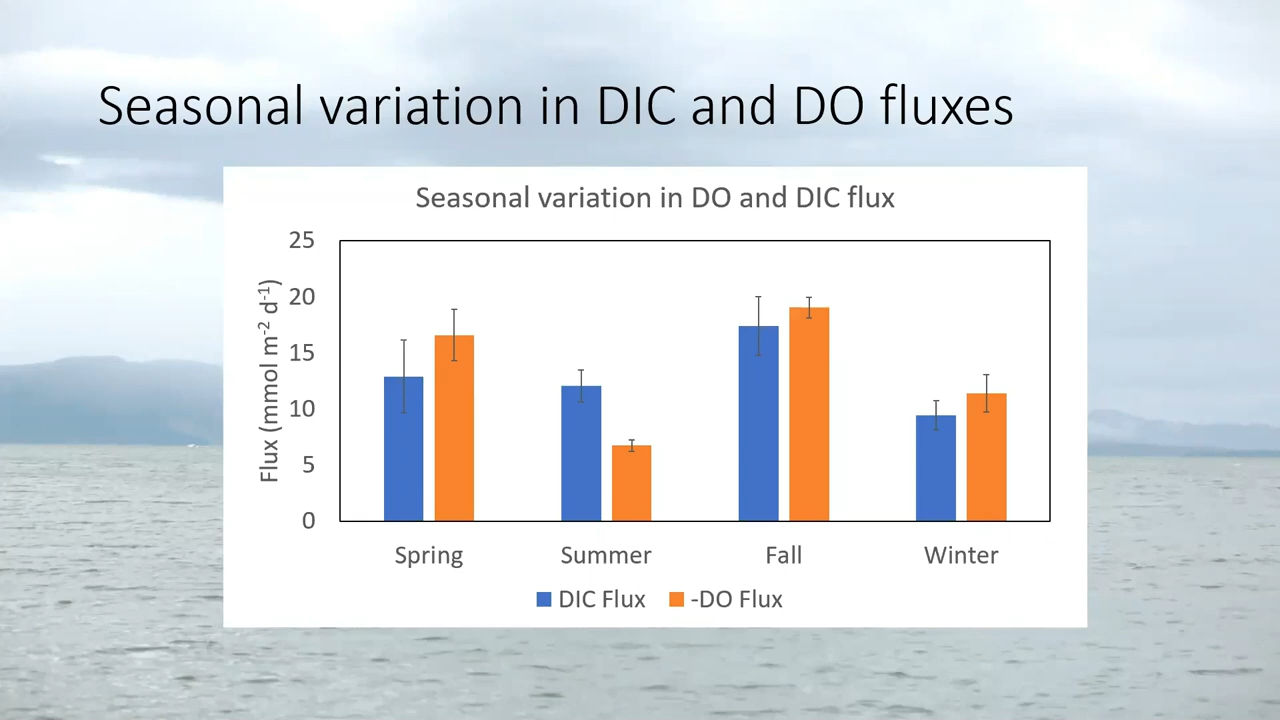 Seasonal variation in DIC and DO fluxes
Seasonal variation in DO and DIC flux
Flux (mmol m⁻² d⁻¹)
25
20
15
10
5
0
Spring Summer Fall Winter
DIC Flux -DO Flux